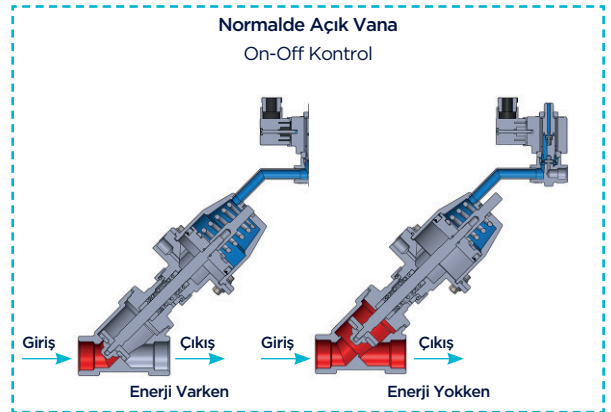 Normalde Açık Vana
On-Off Kontrol
Giriş
Çıkış
Giriş
Çıkış
Enerji Varken
Enerji Yokken